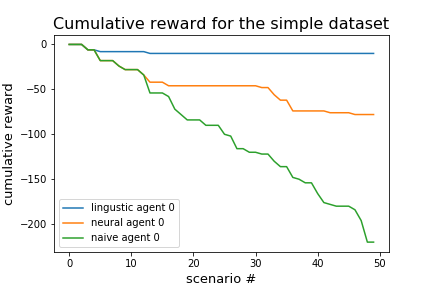 Cumulative reward for the simple dataset
cumulative reward
0
−50
−100
−150
−200
lingustic agent 0
neural agent 0
naive agent 0
0 10 20 30 40 50
scenario #